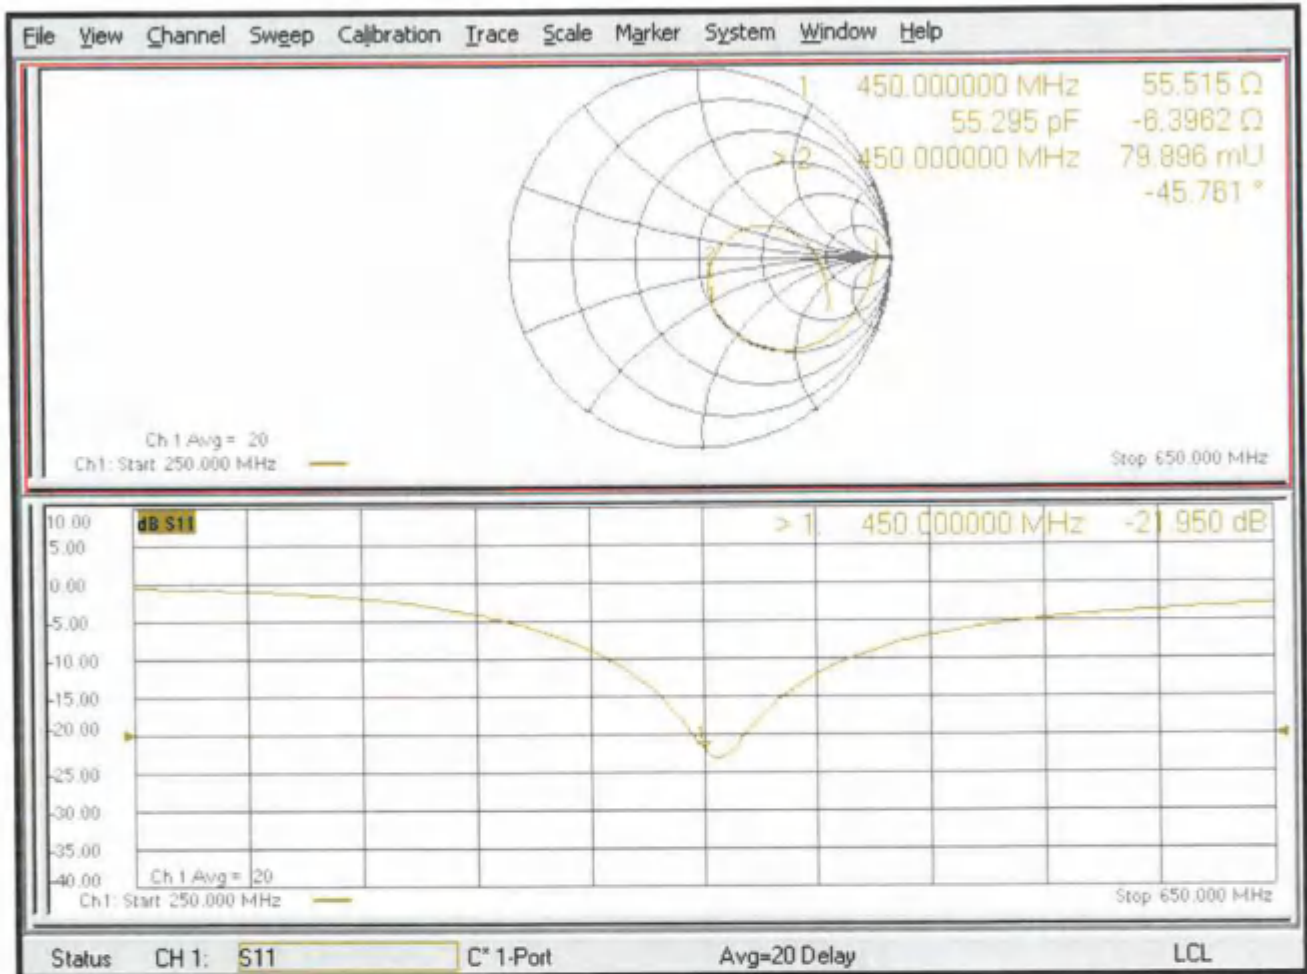 File View Channel Sweep Calibration Trace Scale Marker System Window Help
1 450.000000 MHz 55.515 Ω
55.295 pF -6.3962 Ω
> 2 450.000000 MHz 79.896 mU
-45.761 °
2
Ch 1 Avg = 20
Ch1: Start 250.000 MHz
Stop 650.000 MHz
10.00
dB S11
> 1 450.000000 MHz -21.950 dB
5.00
0.00
-5.00
-10.00
-15.00
-20.00
1
-25.00
-30.00
-35.00
-40.00
Ch 1 Avg = 20
Ch1: Start 250.000 MHz
Stop 650.000 MHz
Status CH 1: S11 C* 1-Port Avg=20 Delay LCL